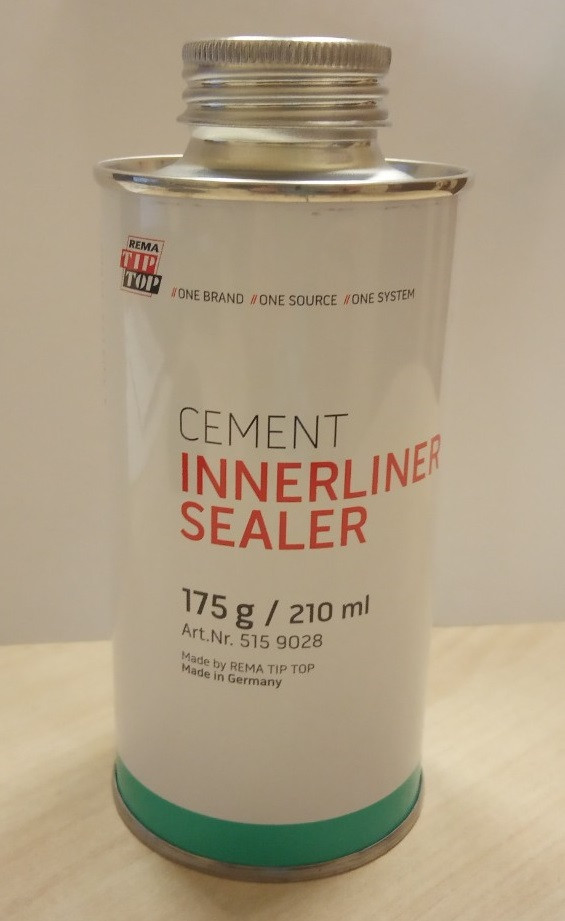 REMA
TIP
TOP
//ONE BRAND //ONE SOURCE //ONE SYSTEM
CEMENT
INNERLINER
SEALER
175 g / 210 ml
Art.Nr. 515 9028
Made by REMA TIP TOP
Made in Germany